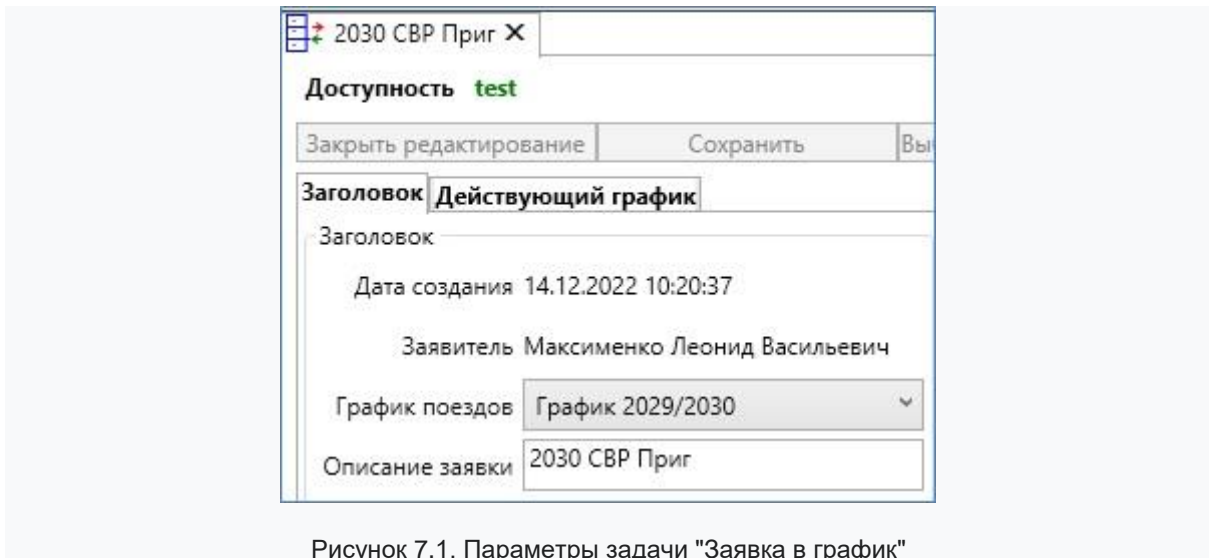 2030 СВР Приг
Доступность test
Закрыть редактирование Сохранить
Заголовок Действующий график
Заголовок
Дата создания 14.12.2022 10:20:37
Заявитель Максименко Леонид Васильевич
График поездов График 2029/2030
Описание заявки 2030 СВР Приг
Рисунок 7.1. Параметры задачи "Заявка в график"